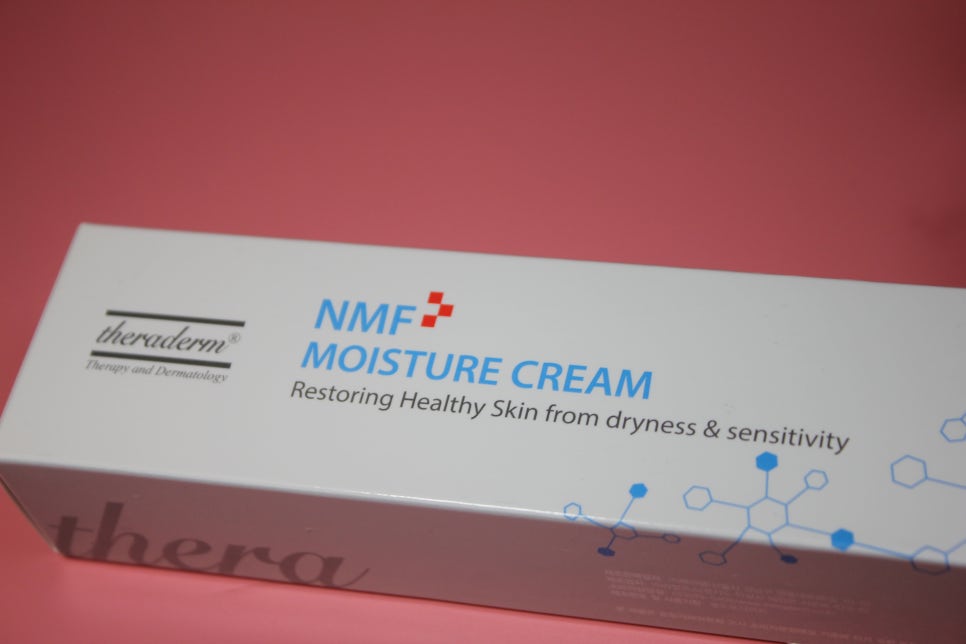 theraderm®
Therapy and Dermatology
NMF
MOISTURE CREAM
Restoring Healthy Skin from dryness & sensitivity
thera